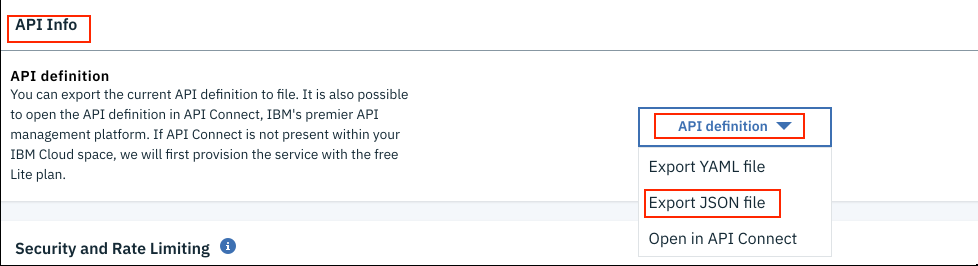 API Info
API definition
You can export the current API definition to file. It is also possible
to open the API definition in API Connect, IBM's premier API
management platform. If API Connect is not present within your
IBM Cloud space, we will first provision the service with the free
Lite plan.
API definition
Export YAML file
Export JSON file
Open in API Connect
Security and Rate Limiting